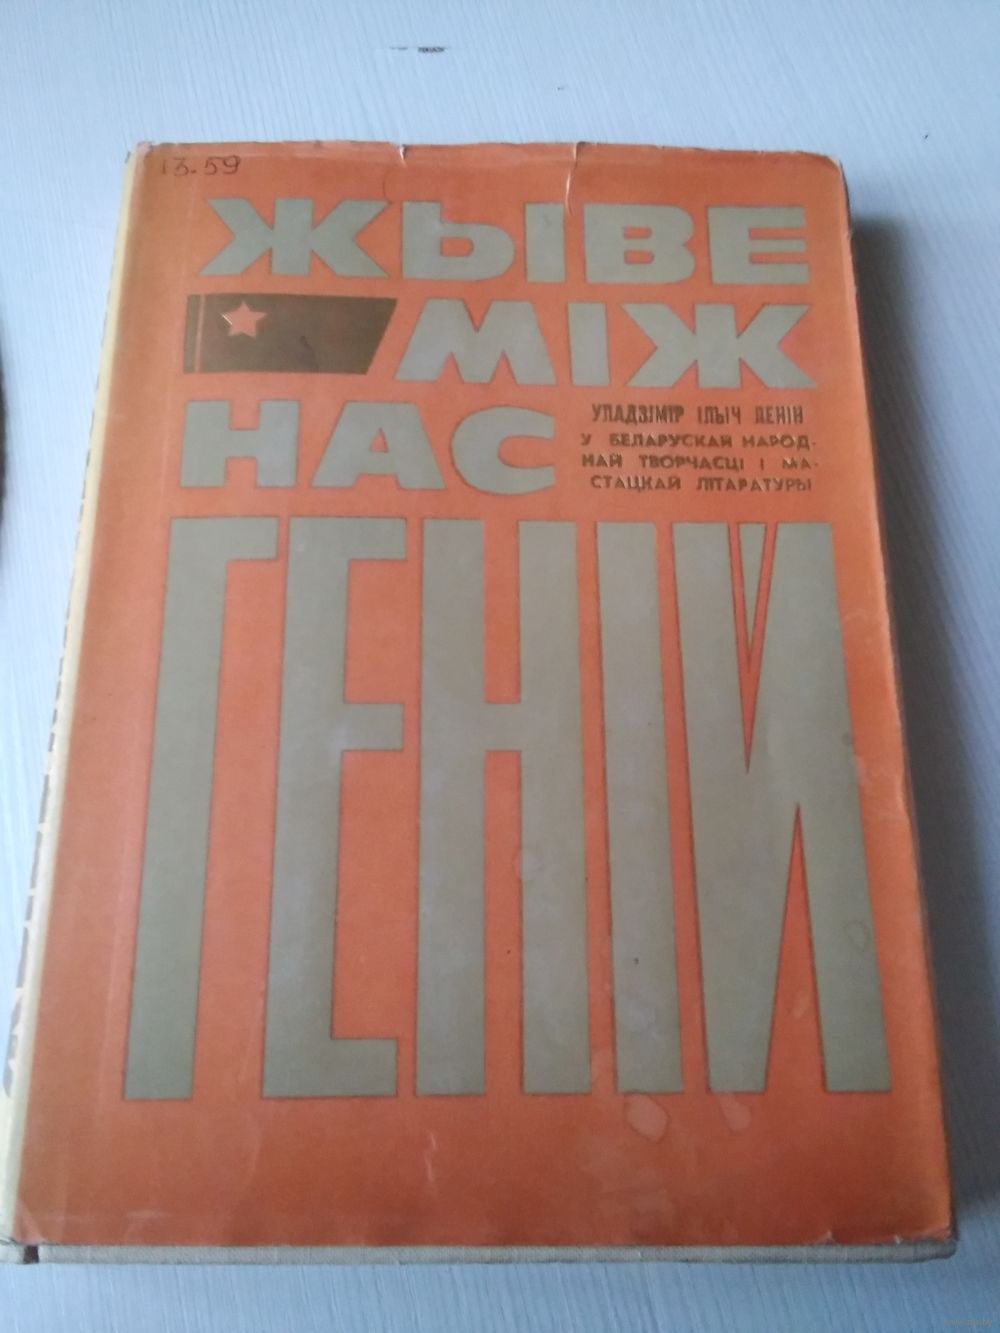 13.59
ЖЫВЕ
МІЖ
НАС
УЛАДЗІМІР ІЛЬІЧ ЛЕНІН
У БЕЛАРУСКАЙ НАРОД-
НАЙ ТВОРЧАСЦІ І МА-
СТАЦКАЙ ЛІТАРАТУРЫ
ГЕНІЙ